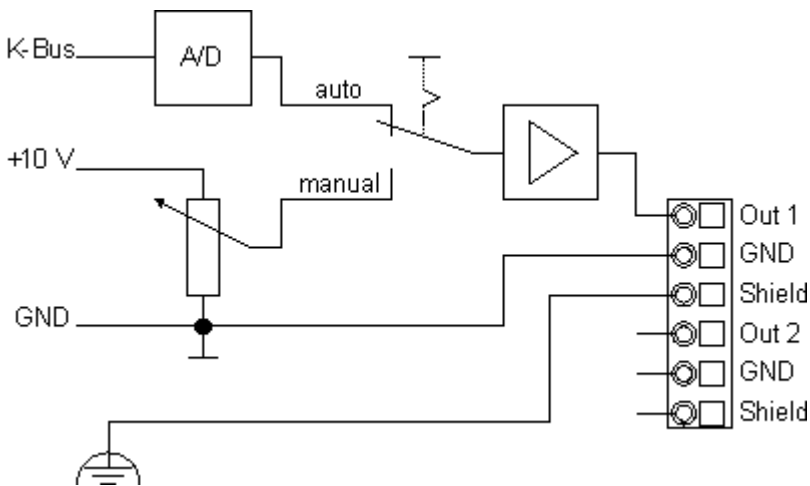 K-Bus
A/D
auto
+10 V
manual
Out 1
GND
Shield
GND
Out 2
GND
Shield